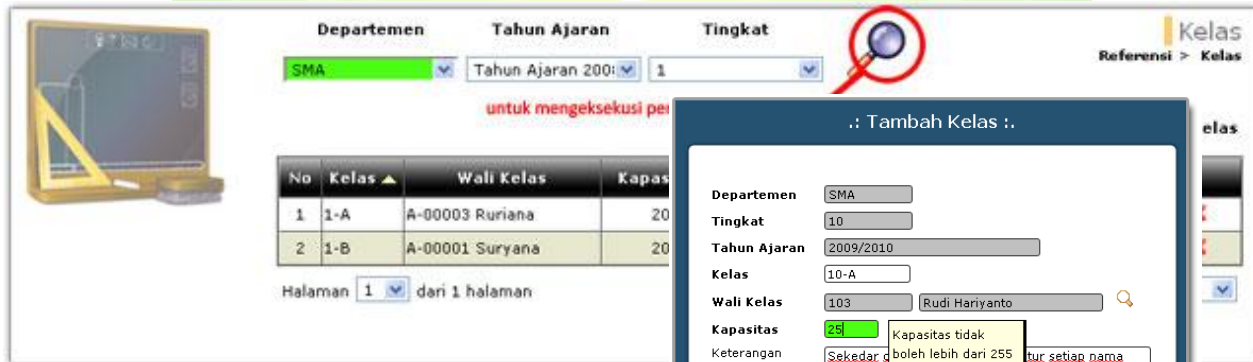 Departemen Tahun Ajaran Tingkat
Kelas
SMA Tahun Ajaran 200 1
Referensi > Kelas
untuk mengeksekusi
elas
No Kelas Wali Kelas Kapas
1 1-A A-00003 Ruriana 20
2 1-B A-00001 Suryana 20
Halaman 1 dari 1 halaman
.: Tambah Kelas :.
Departemen SMA
Tingkat 10
Tahun Ajaran 2009/2010
Kelas 10-A
Wali Kelas 103 Rudi Hariyanto
Kapasitas 25
Kapasitas tidak
boleh lebih dari 255
Keterangan Sekedar tur setiap nama